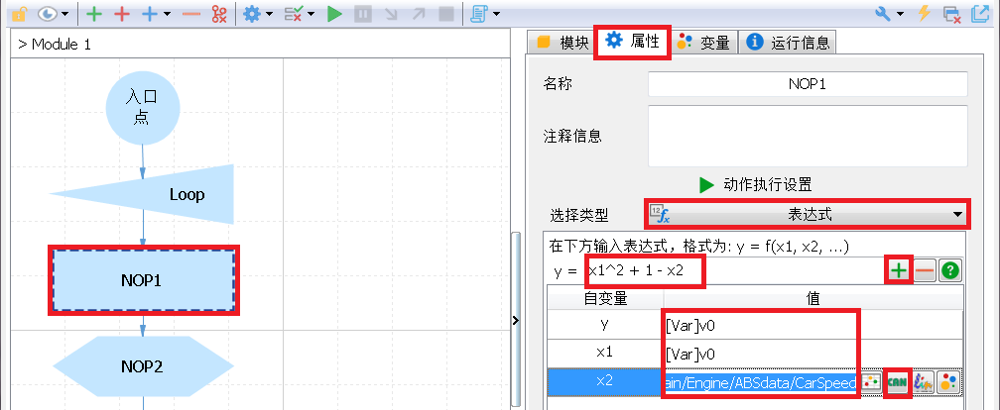 > Module 1
入口
点
Loop
NOP1
NOP2
模块
属性
变量
运行信息
名称
NOP1
注释信息
动作执行设置
选择类型
表达式
在下方输入表达式，格式为: y = f(x1, x2, ...)
y = x1^2 + 1 - x2
自变量
值
y
[Var]v0
x1
[Var]v0
x2
ain/Engine/ABSdata/CarSpeed
CAN